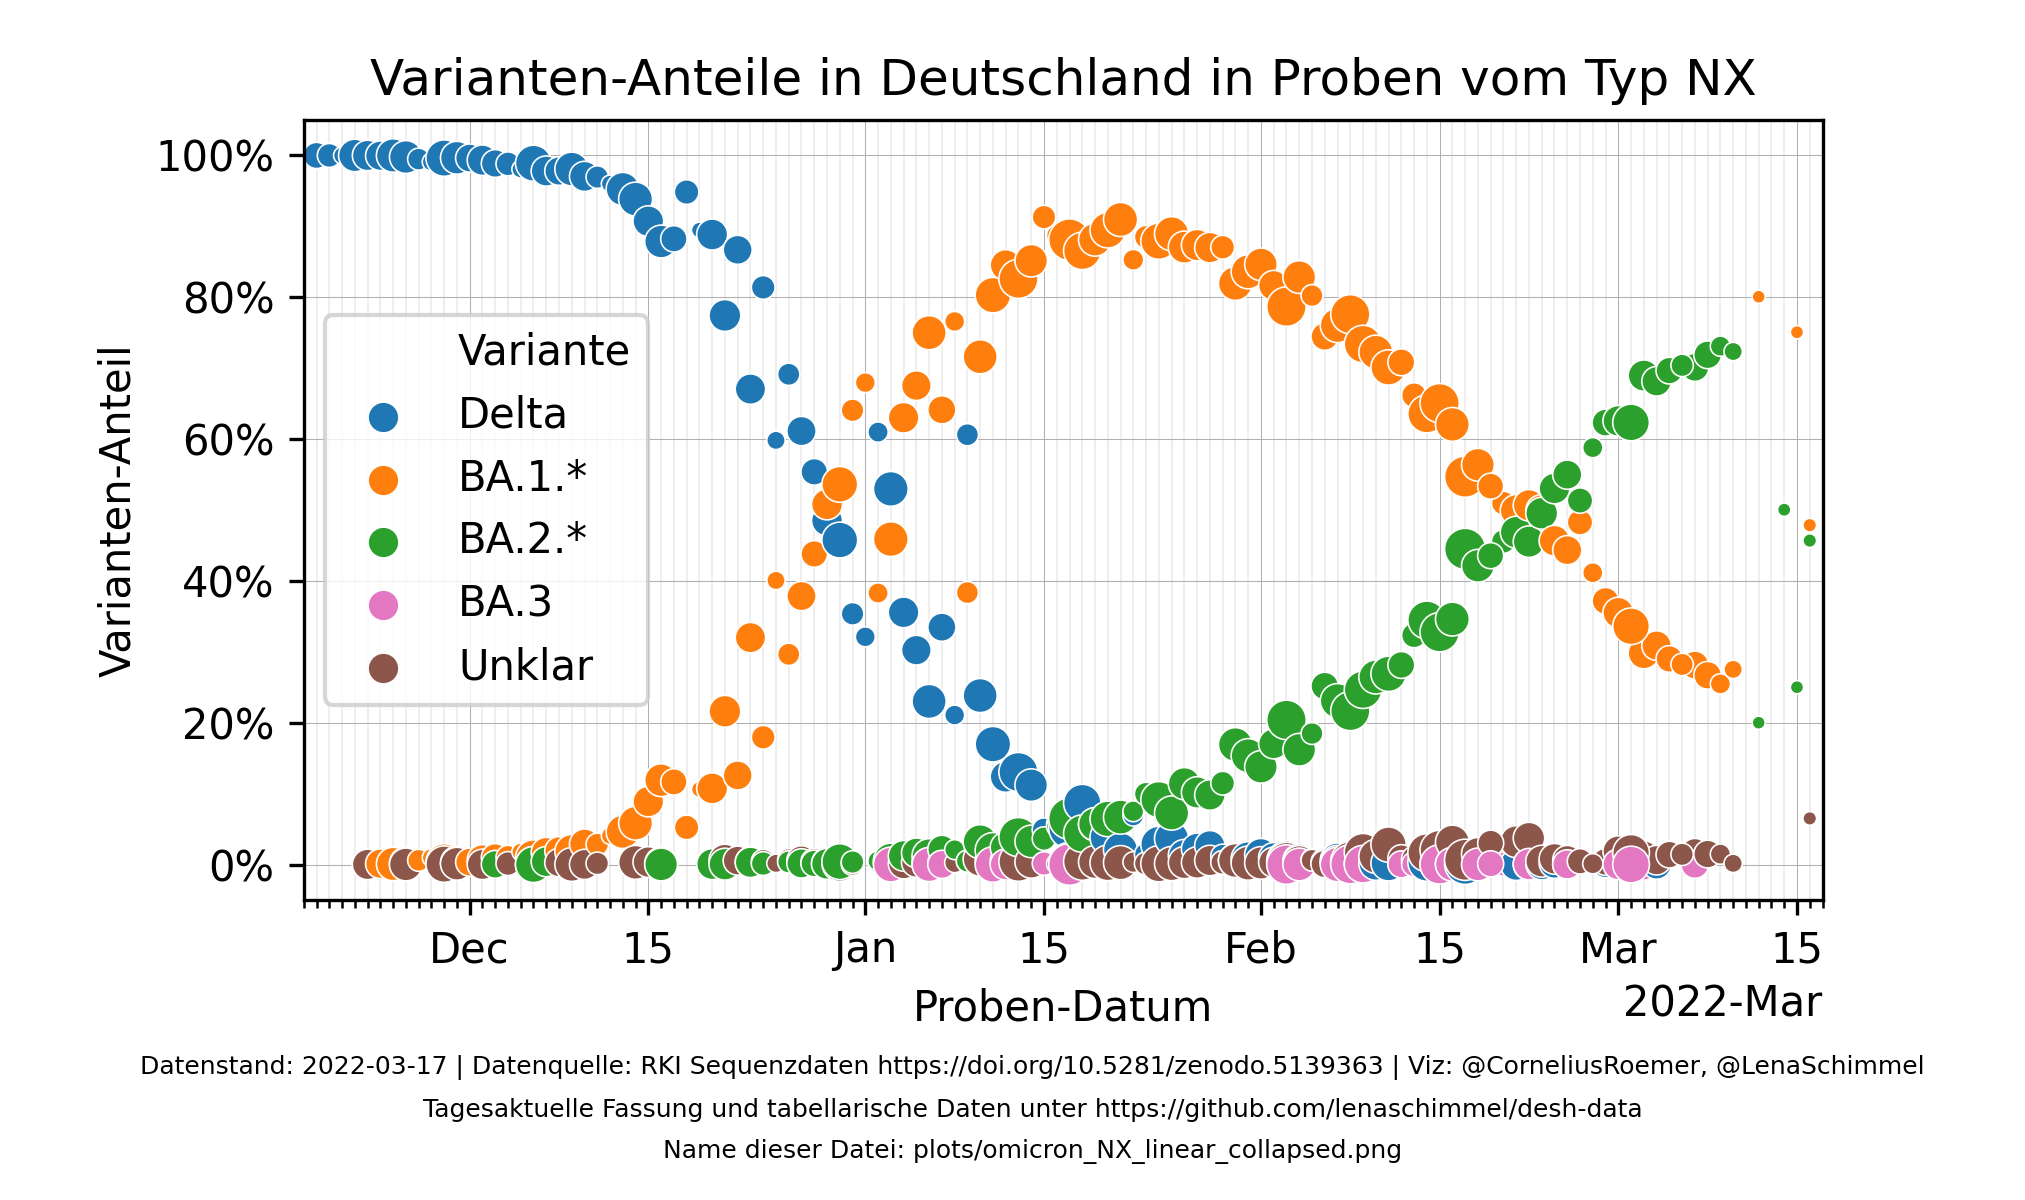 Varianten-Anteile in Deutschland in Proben vom Typ NX
Varianten-Anteil
100%
80%
60%
40%
20%
0%
Variante
Delta
BA.1.*
BA.2.*
BA.3
Unklar
Dec 15 Jan 15 Feb 15 Mar 15
Proben-Datum
2022-Mar
Datenstand: 2022-03-17 | Datenquelle: RKI Sequenzdaten https://doi.org/10.5281/zenodo.5139363 | Viz: @CorneliusRoemer, @LenaSchimmel
Tagesaktuelle Fassung und tabellarische Daten unter https://github.com/lenaschimmel/desh-data
Name dieser Datei: plots/omicron_NX_linear_collapsed.png